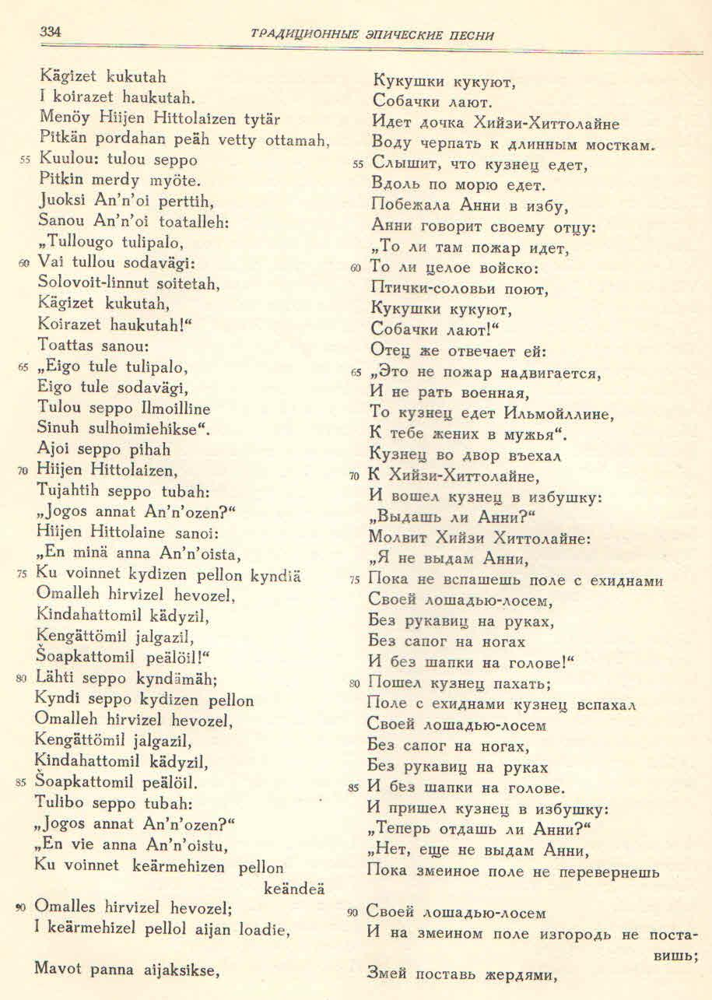 334
ТРАДИЦИОННЫЕ ЭПИЧЕСКИЕ ПЕСНИ
Kägizet kukutah
I koirazet haukutah.
Menöy Hiijen Hittolaizen tytär
Pitkän pordahan peäh vetty ottamah,
55 Kuulou: tulou seppo
Pitkin merdy myöte.
Juoksi An’n’oi perttih,
Sanou An’n’oi toatalleh:
„Tullougo tulipalo,
60 Vai tullou sodavägi:
Solovoit-linnut soitetah,
Kägizet kukutah,
Koirazet haukutah!“
Toattas sanou:
65 „Eigo tule tulipalo,
Eigo tule sodavägi,
Tulou seppo Ilmoilline
Sinuh sulhoimiehikse“.
Ajoi seppo pihah
70 Hiijen Hittolaizen,
Tujahtih seppo tubah:
„Jogos annat An’n’ozen?“
Hiijen Hittolaine sanoi:
„En minä anna An’n’oista,
75 Ku voinnet kydizen pellon kyndiä
Omalleh hirvizel hevozel,
Kindahattomil kädyzil,
Kengättömil jalgazil,
Šoapkattomil peälöil!“
80 Lähti seppo kyndämäh;
Kyndi seppo kydizen pellon
Omalleh hirvizel hevozel,
Kengättömil jalgazil,
Kindahattomil kädyzil,
85 Šoapkattomil peälöil.
Tulibo seppo tubah:
„Jogos annat An’n’ozen?“
„En vie anna An’n’oistu,
Ku voinnet keärmehizen pellon
keändeä
90 Omalles hirvizel hevozel;
I keärmehizel pellol aijan loadie,
Mavot panna aijaksikse,
Кукушки кукуют,
Собачки лают.
Идет дочка Хийзи-Хиттолайне
Воду черпать к длинным мосткам.
55 Слышит, что кузнец едет,
Вдоль по морю едет.
Побежала Анни в избу,
Анни говорит своему отцу:
„То ли там пожар идет,
60 То ли целое войско:
Птички-соловьи поют,
Кукушки кукуют,
Собачки лают!“
Отец же отвечает ей:
65 „Это не пожар надвигается,
И не рать военная,
То кузнец едет Ильмойллине,
К тебе жених в мужья“.
Кузнец во двор въехал
70 К Хийзи-Хиттолайне,
И вошел кузнец в избушку:
„Выдашь ли Анни?“
Молвит Хийзи Хиттолайне:
„Я не выдам Анни,
75 Пока не вспашешь поле с ехиднами
Своей лошадью-лосем,
Без рукавиц на руках,
Без сапог на ногах
И без шапки на голове!“
80 Пошел кузнец пахать;
Поле с ехиднами кузнец вспахал
Своей лошадью-лосем
Без сапог на ногах,
Без рукавиц на руках
85 И без шапки на голове.
И пришел кузнец в избушку:
„Теперь отдашь ли Анни?“
„Нет, еще не выдам Анни,
Пока змеиное поле не перевернешь
90 Своей лошадью-лосем
И на змеином поле изгородь не поста-
вишь;
Змей поставь жердями,